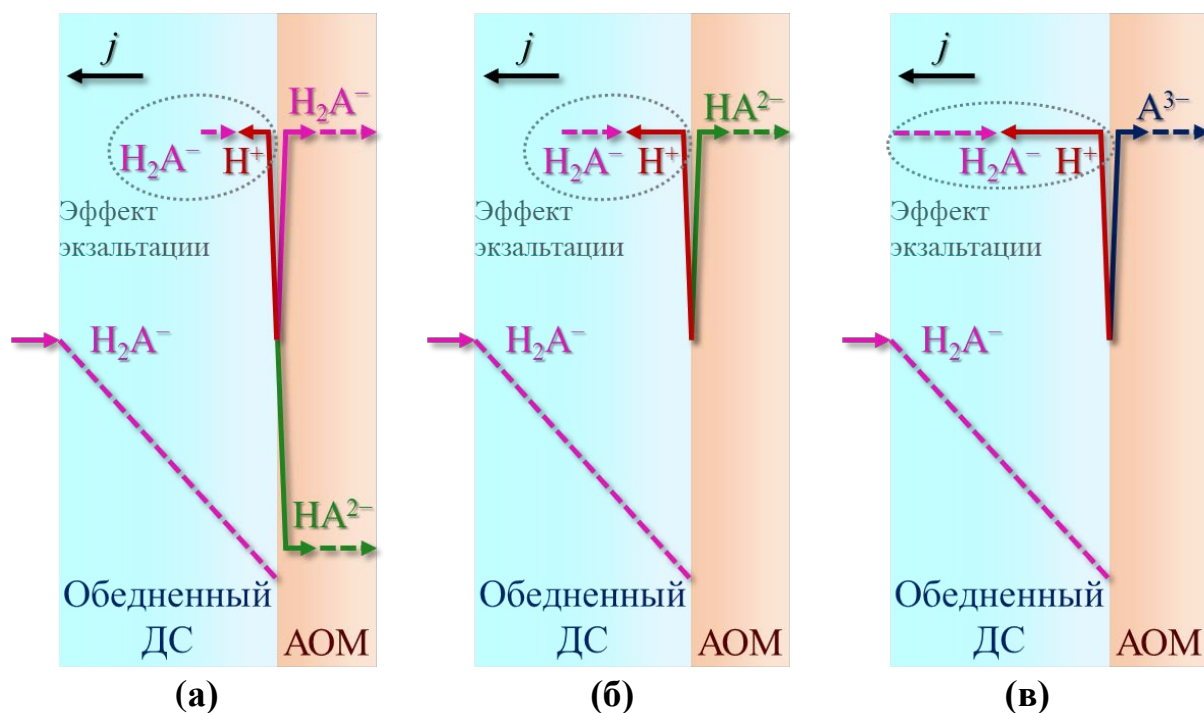 j
H₂A⁻
H₂A⁻ H⁺
Эффект
экзальтации
H₂A⁻
HA²⁻
Обедненный
ДС
АОМ
(а)
j
HA²⁻
H₂A⁻ H⁺
Эффект
экзальтации
H₂A⁻
Обедненный
ДС
АОМ
(б)
j
A³⁻
H₂A⁻ H⁺
Эффект
экзальтации
H₂A⁻
Обедненный
ДС
АОМ
(в)